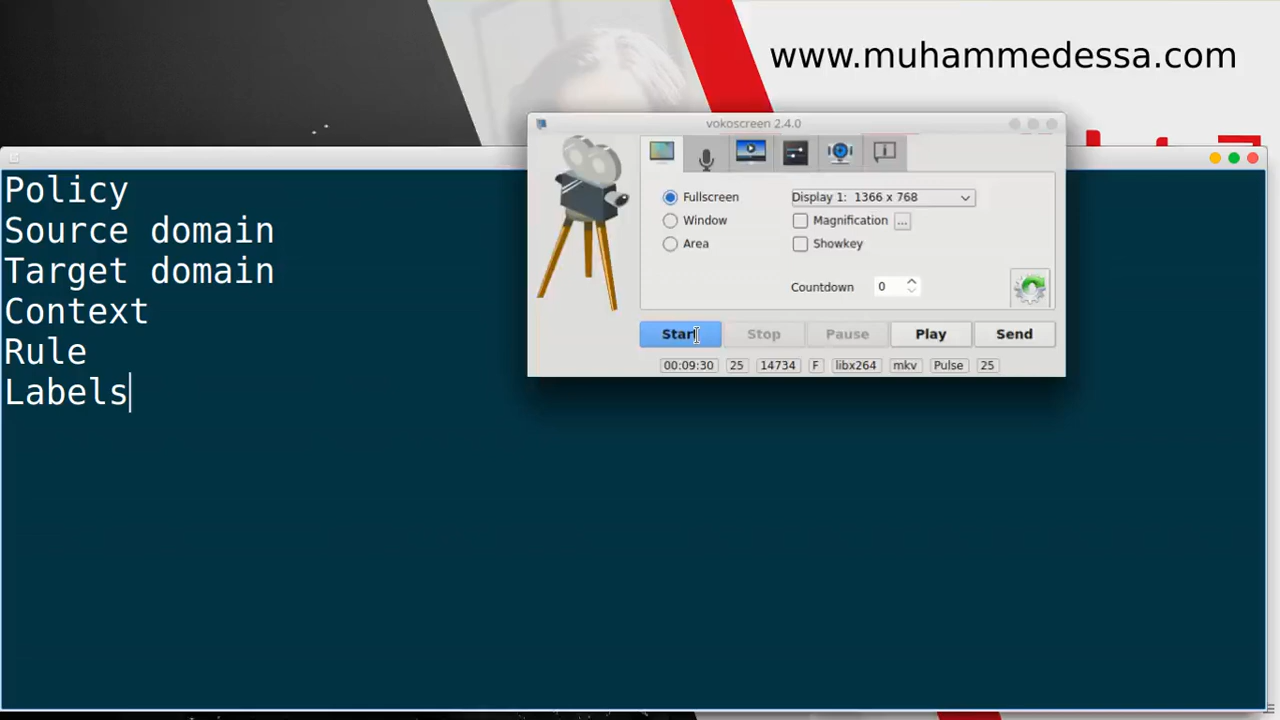 www.muhammedessa.com
vokoscreen 2.4.0
Policy
Source domain
Target domain
Context
Rule
Labels
Fullscreen
Display 1: 1366 x 768
Window
Magnification
...
Area
Showkey
Countdown
0
Start
Stop
Pause
Play
Send
00:09:30
25
14734
F
libx264
mkv
Pulse
25